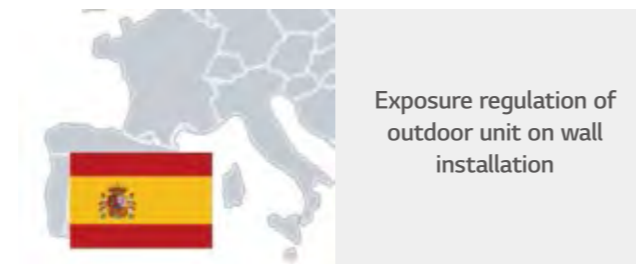 Exposure regulation of
outdoor unit on wall
installation